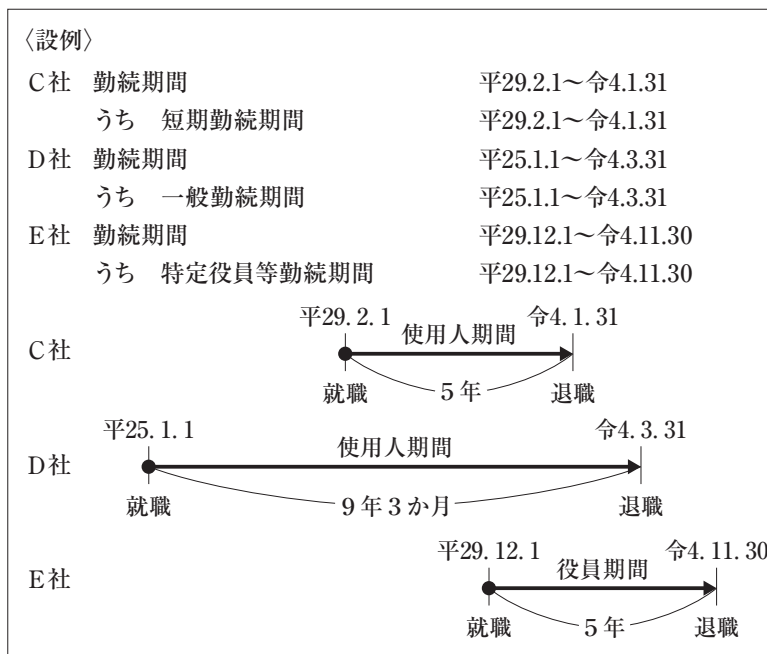 〈設例〉
C社 勤続期間 平29.2.1〜令4.1.31
うち 短期勤続期間 平29.2.1〜令4.1.31
D社 勤続期間 平25.1.1〜令4.3.31
うち 一般勤続期間 平25.1.1〜令4.3.31
E社 勤続期間 平29.12.1〜令4.11.30
うち 特定役員等勤続期間 平29.12.1〜令4.11.30
平29.2.1 令4.1.31
使用人期間
C社
就職 5年 退職
平25.1.1 令4.3.31
使用人期間
D社
就職 9年3か月 退職
平29.12.1 令4.11.30
役員期間
E社
就職 5年 退職